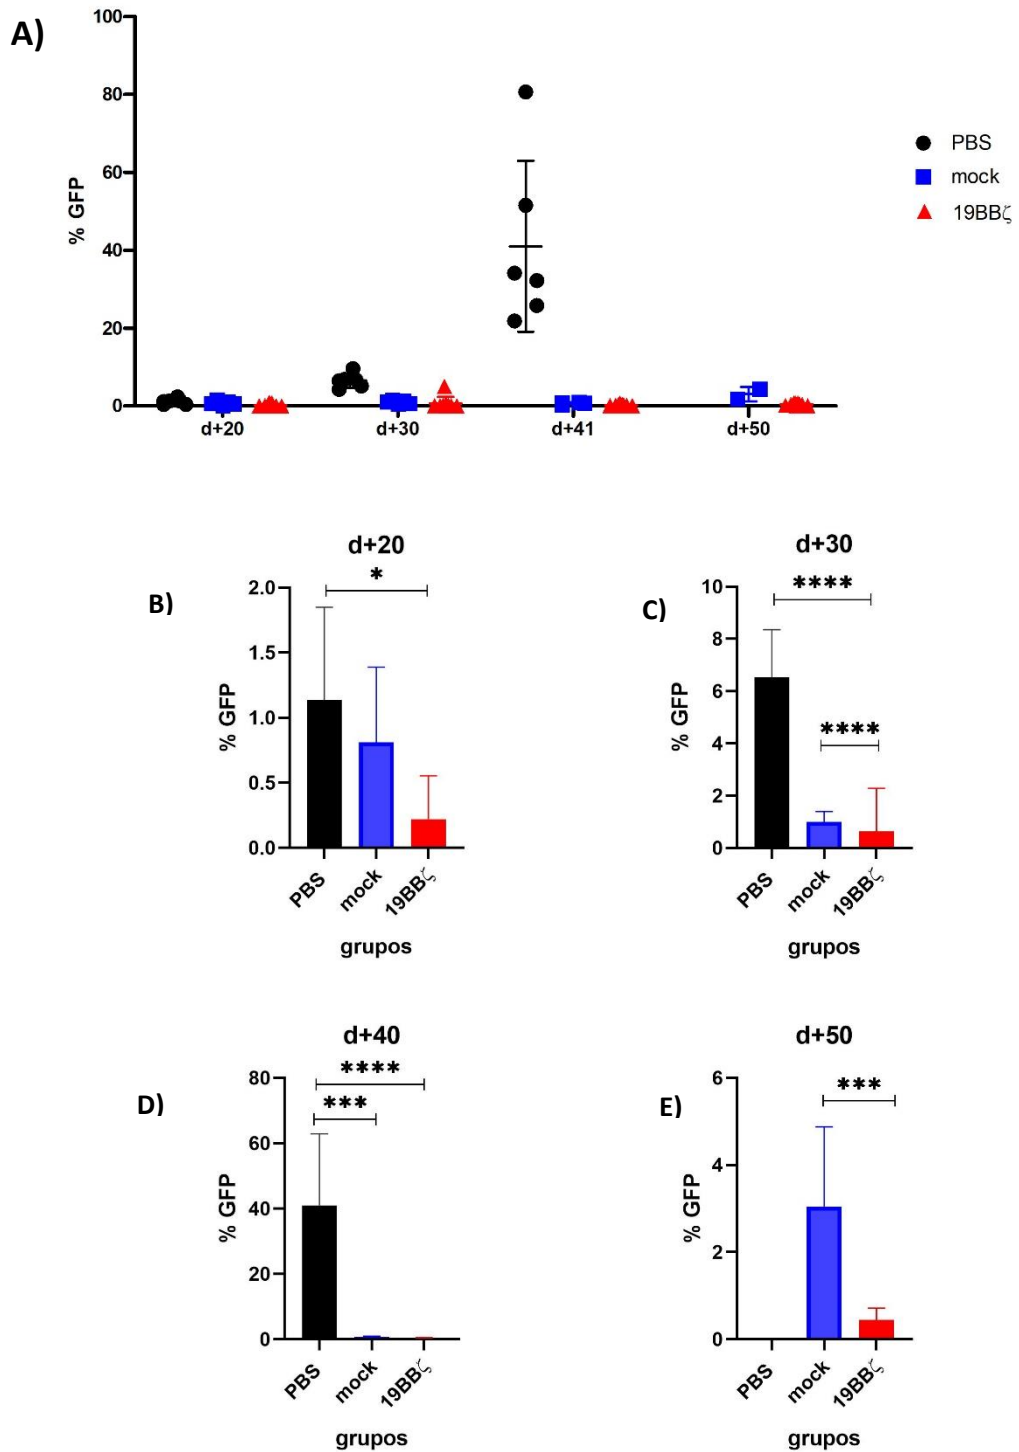 A)
100
80
60
40
20
0
% GFP
d+20 d+30 d+41 d+50
PBS
mock
19BBζ
B)
d+20
*
2.0
1.5
1.0
0.5
0.0
% GFP
PBS mock 19BBζ
grupos
C)
d+30
****
****
10
8
6
4
2
0
% GFP
PBS mock 19BBζ
grupos
D)
d+40
****
***
80
60
40
20
0
% GFP
PBS mock 19BBζ
grupos
E)
d+50
***
6
4
2
0
% GFP
PBS mock 19BBζ
grupos